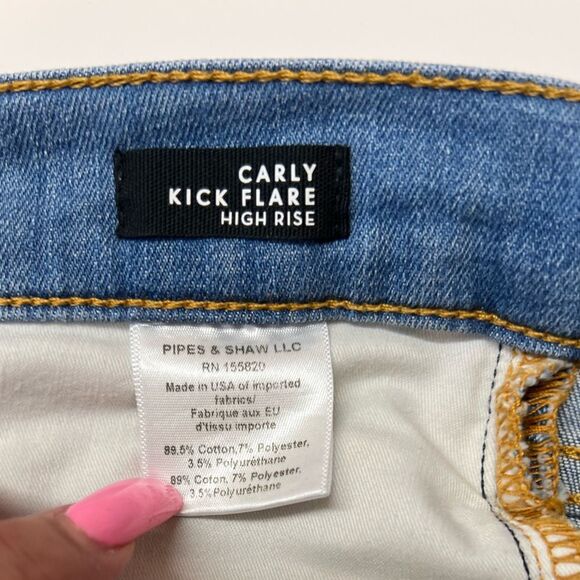 CARLY
KICK FLARE
HIGH RISE
PIPES & SHAW LLC
RN 155820
Made in USA of imported
fabrics/
Fabrique aux EU
d'tissu importe
89.5% Cotton,7% Polyester,
3.5% Polyuréthane
89% Coton, 7% Polyester,
3.5%Polyuréthane